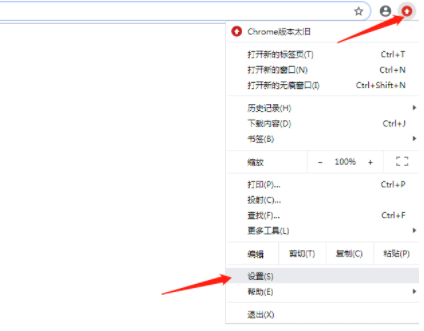 Chrome版本太旧
打开新的标签页(T) Ctrl+T
打开新的窗口(N) Ctrl+N
打开新的无痕窗口(I) Ctrl+Shift+N
历史记录(H)
下载内容(D) Ctrl+J
书签(B)
缩放 - 100% +
打印(P)... Ctrl+P
投射(C)...
查找(F)... Ctrl+F
更多工具(L)
编辑 剪切(T) 复制(C) 粘贴(P)
设置(S)
帮助(E)
退出(X)